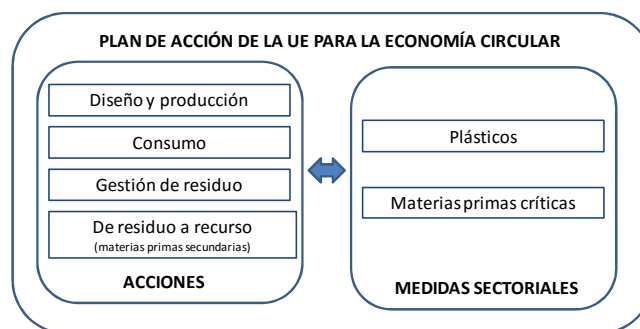 PLAN DE ACCIÓN DE LA UE PARA LA ECONOMÍA CIRCULAR
Diseño y producción
Consumo
Gestión de residuo
De residuo a recurso
(materias primas secundarias)
ACCIONES
Plásticos
Materias primas críticas
MEDIDAS SECTORIALES